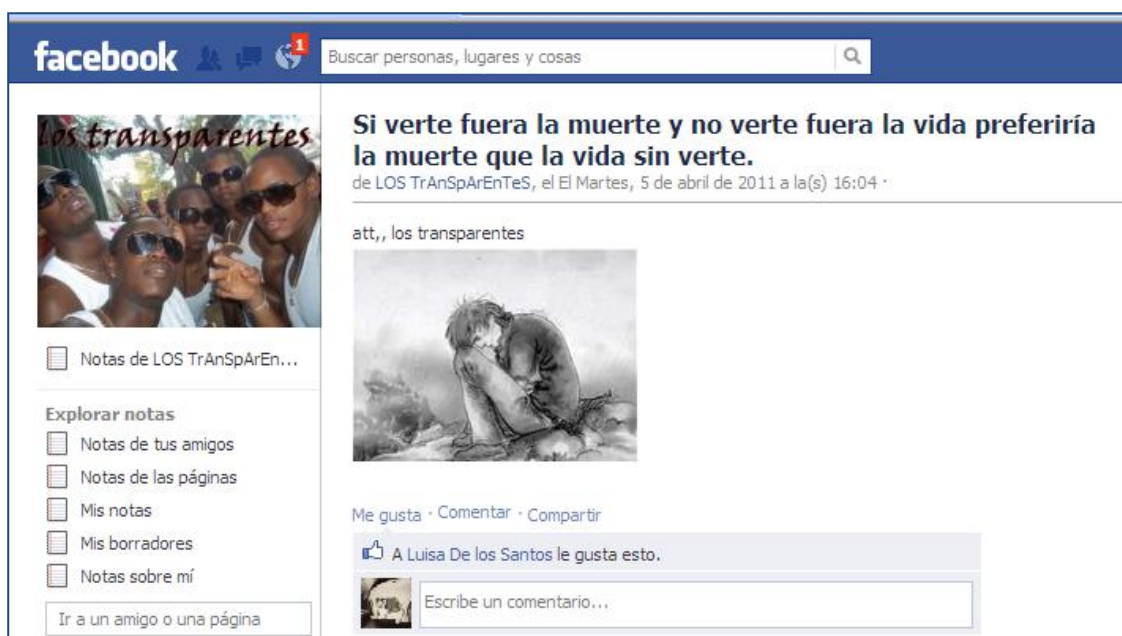 facebook
1
Buscar personas, lugares y cosas
los transparentes
Si verte fuera la muerte y no verte fuera la vida preferiría
la muerte que la vida sin verte.
de LOS TrAnSpArEnTeS, el El Martes, 5 de abril de 2011 a la(s) 16:04 ·
att,, los transparentes
Notas de LOS TrAnSpArEn...
Explorar notas
Notas de tus amigos
Notas de las páginas
Mis notas
Mis borradores
Notas sobre mí
Ir a un amigo o una página
Me gusta · Comentar · Compartir
A Luisa De los Santos le gusta esto.
Escribe un comentario...